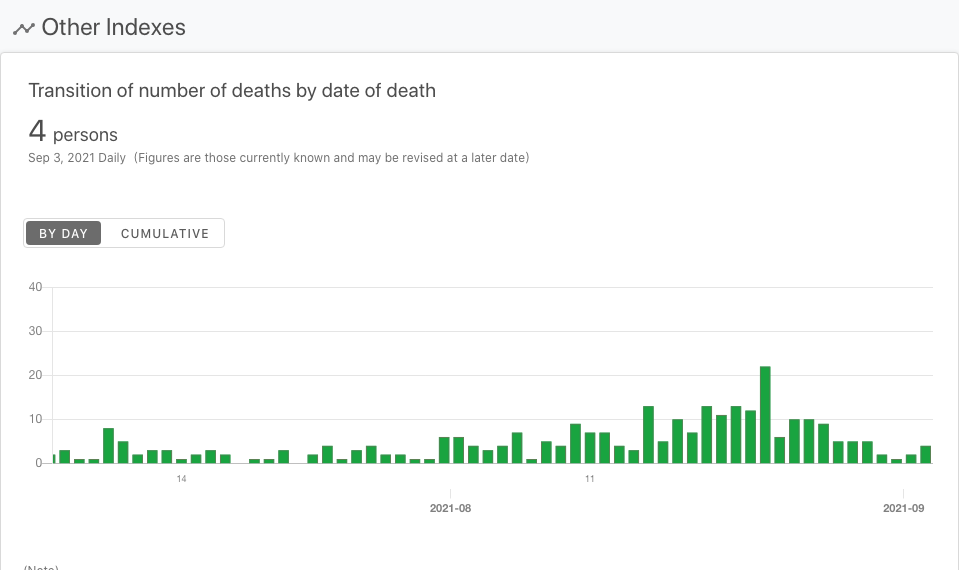 Other Indexes
Transition of number of deaths by date of death
4 persons
Sep 3, 2021 Daily (Figures are those currently known and may be revised at a later date)
BY DAY CUMULATIVE
40
30
20
10
0
14 11
2021-08 2021-09
(Note)